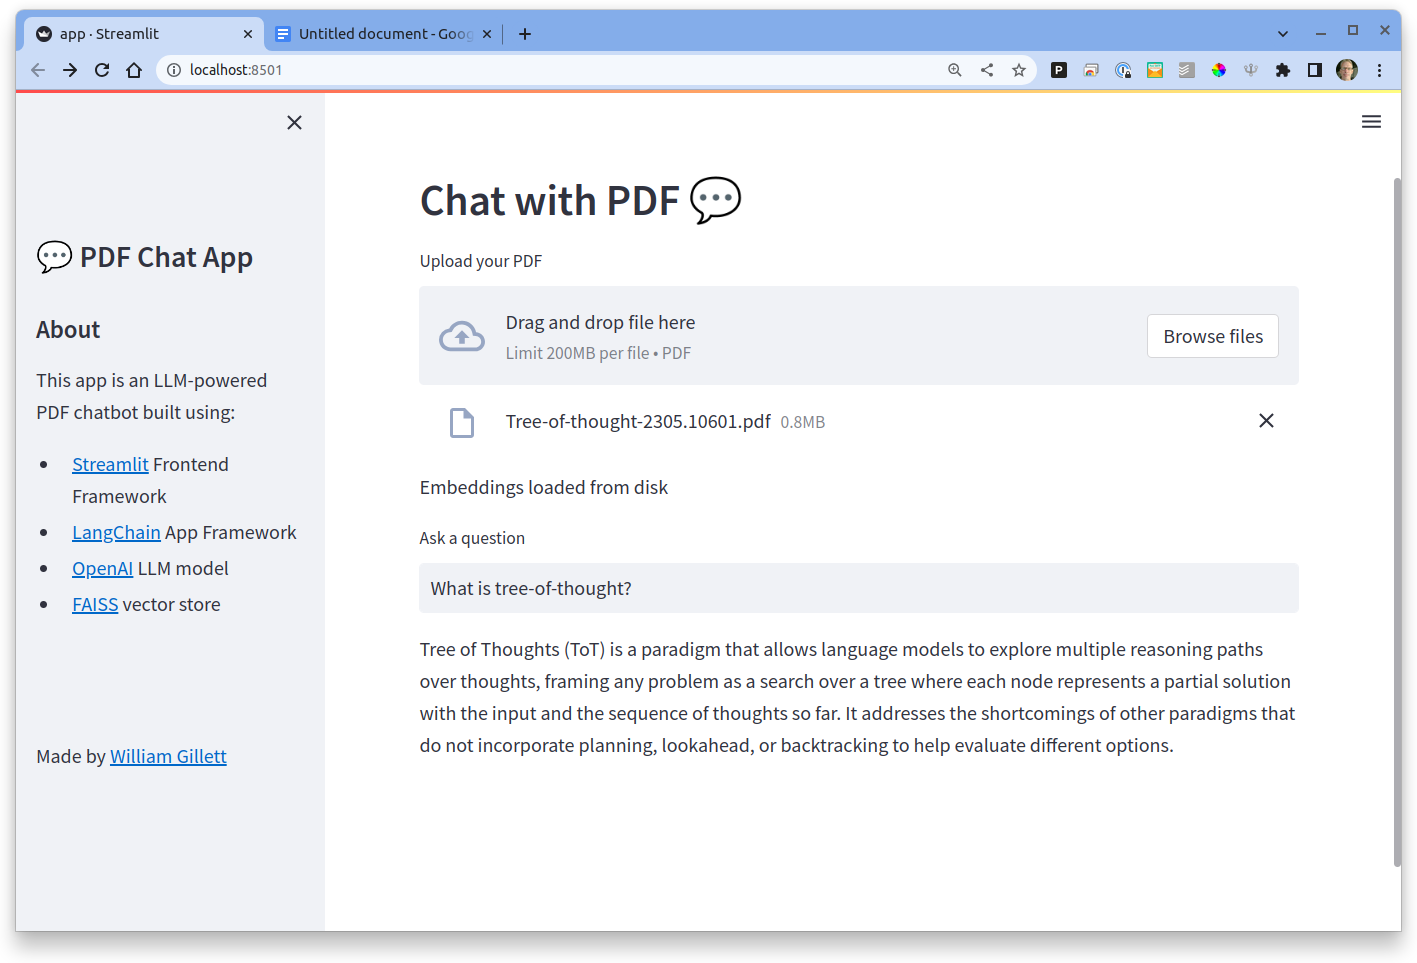 app · Streamlit
Untitled document - Goog
localhost:8501
💬 PDF Chat App
About
This app is an LLM-powered
PDF chatbot built using:
• Streamlit Frontend
Framework
• LangChain App Framework
• OpenAI LLM model
• FAISS vector store
Made by William Gillett
Chat with PDF 💬
Upload your PDF
Drag and drop file here
Limit 200MB per file • PDF
Browse files
Tree-of-thought-2305.10601.pdf 0.8MB
Embeddings loaded from disk
Ask a question
What is tree-of-thought?
Tree of Thoughts (ToT) is a paradigm that allows language models to explore multiple reasoning paths
over thoughts, framing any problem as a search over a tree where each node represents a partial solution
with the input and the sequence of thoughts so far. It addresses the shortcomings of other paradigms that
do not incorporate planning, lookahead, or backtracking to help evaluate different options.